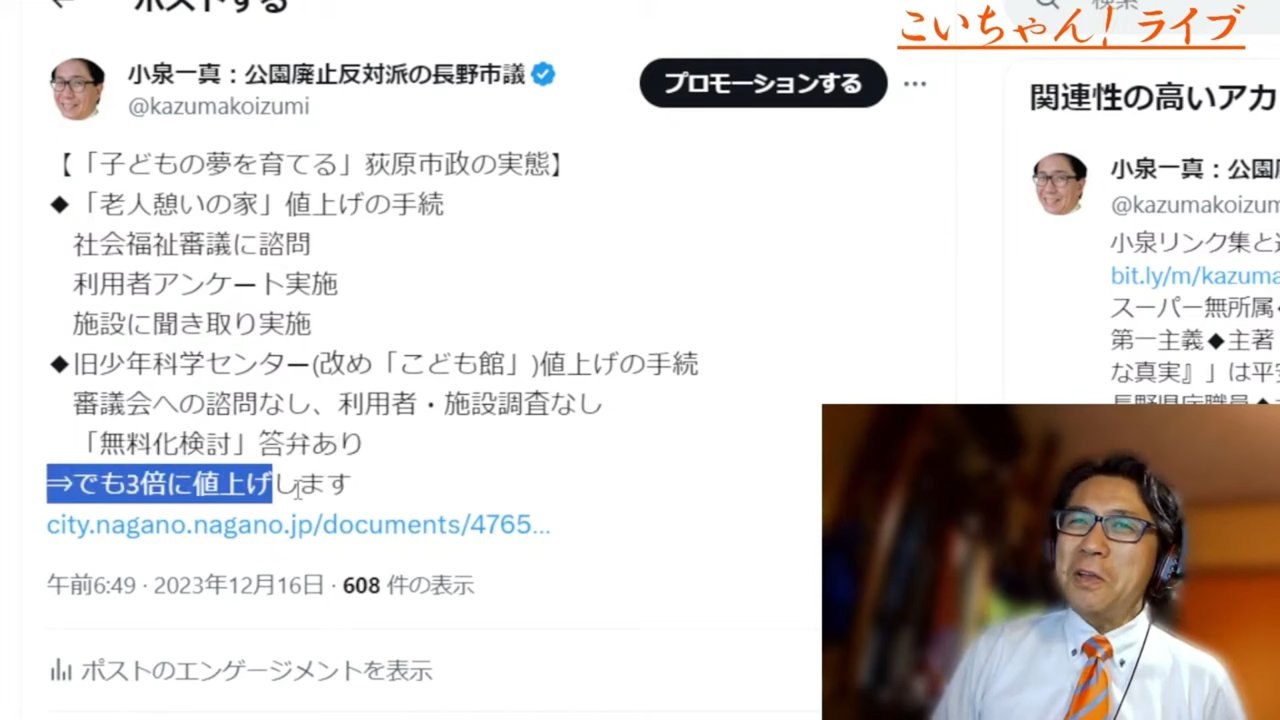 ポストする
検索
こいちゃん!ライブ
小泉一真:公園廃止反対派の長野市議
@kazumakoizumi
プロモーションする
【「子どもの夢を育てる」荻原市政の実態】
◆「老人憩いの家」値上げの手続
社会福祉審議に諮問
利用者アンケート実施
施設に聞き取り実施
◆旧少年科学センター(改め「こども館」)値上げの手続
審議会への諮問なし、利用者・施設調査なし
「無料化検討」答弁あり
⇒でも3倍に値上げします
city.nagano.nagano.jp/documents/4765…
午前6:49 · 2023年12月16日 · 608 件の表示
ポストのエンゲージメントを表示
関連性の高いアカ
小泉一真:公園
@kazumakoizum
小泉リンク集と
bit.ly/m/kazuma
スーパー無所属
第一主義◆主著
な真実』」は平
長野県庁職員